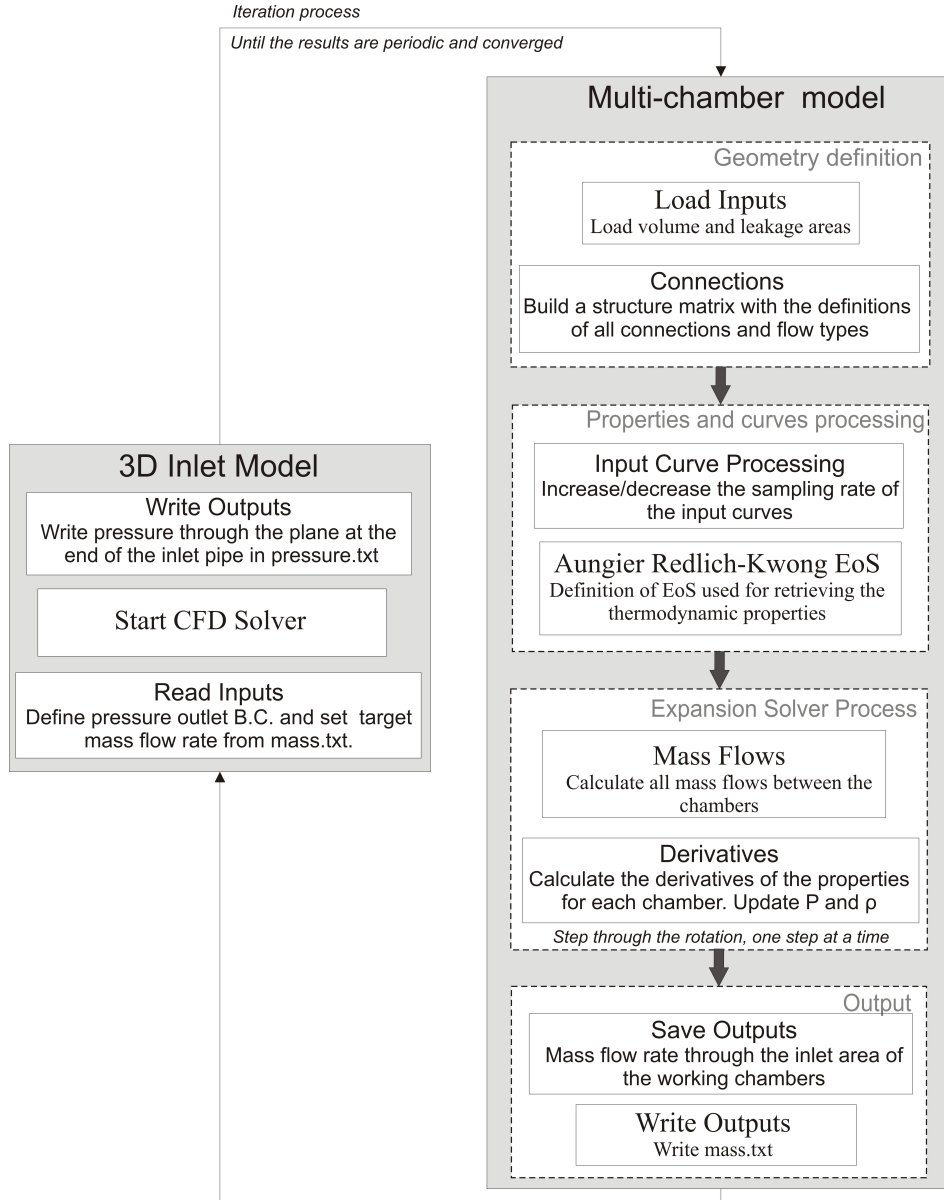 Iteration process
Until the results are periodic and converged
Multi-chamber model
Geometry definition
Load Inputs
Load volume and leakage areas
Connections
Build a structure matrix with the definitions
of all connections and flow types
Properties and curves processing
Input Curve Processing
Increase/decrease the sampling rate of
the input curves
Aungier Redlich-Kwong EoS
Definition of EoS used for retrieving the
thermodynamic properties
Expansion Solver Process
Mass Flows
Calculate all mass flows between the
chambers
Derivatives
Calculate the derivatives of the properties
for each chamber. Update P and ρ
Step through the rotation, one step at a time
Output
Save Outputs
Mass flow rate through the inlet area of
the working chambers
Write Outputs
Write mass.txt
3D Inlet Model
Write Outputs
Write pressure through the plane at the
end of the inlet pipe in pressure.txt
Start CFD Solver
Read Inputs
Define pressure outlet B.C. and set target
mass flow rate from mass.txt.